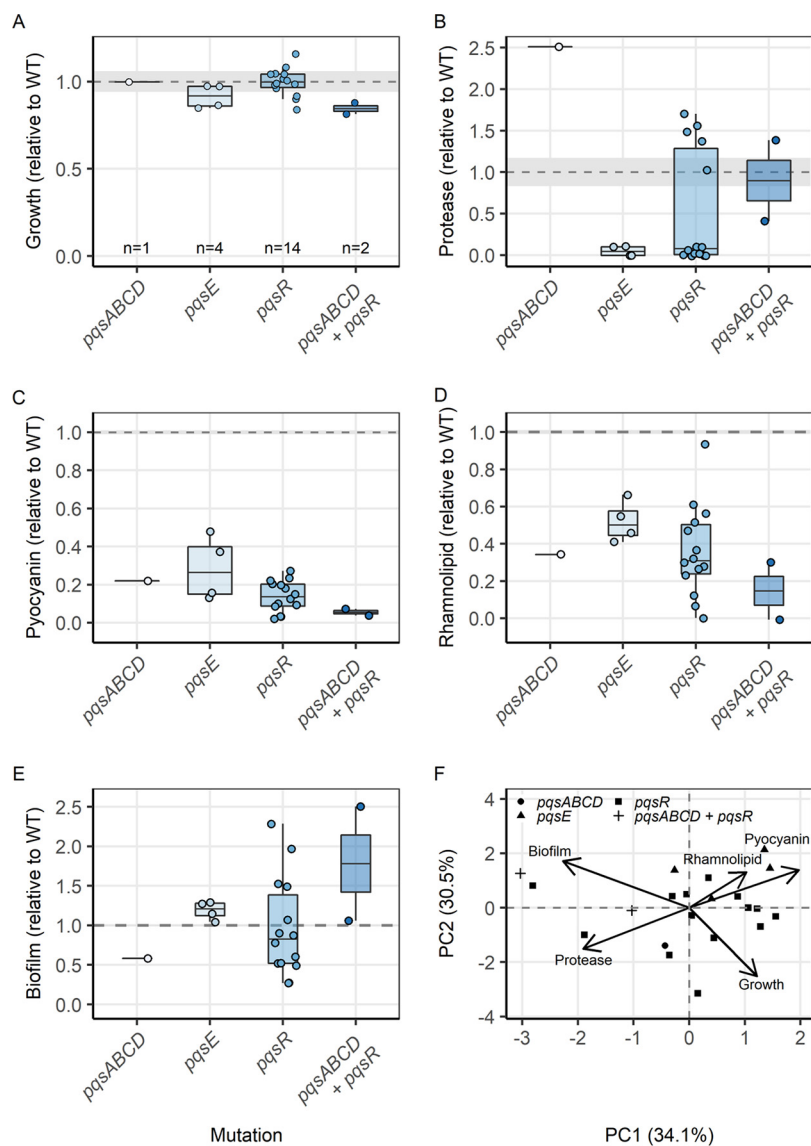 A
Growth (relative to WT)
1.0
0.5
0.0
n=1 n=4 n=14 n=2
pqsABCD
pqsE
pqsR
pqsABCD
+ pqsR
B
Protease (relative to WT)
2.5
2.0
1.5
1.0
0.5
0.0
pqsABCD
pqsE
pqsR
pqsABCD
+ pqsR
C
Pyocyanin (relative to WT)
1.0
0.8
0.6
0.4
0.2
0.0
pqsABCD
pqsE
pqsR
pqsABCD
+ pqsR
D
Rhamnolipid (relative to WT)
1.0
0.8
0.6
0.4
0.2
0.0
pqsABCD
pqsE
pqsR
pqsABCD
+ pqsR
E
Biofilm (relative to WT)
2.5
2.0
1.5
1.0
0.5
0.0
pqsABCD
pqsE
pqsR
pqsABCD
+ pqsR
Mutation
F
PC2 (30.5%)
4
2
0
-2
-4
pqsABCD pqsR
pqsE pqsABCD + pqsR
Pyocyanin
Biofilm
Rhamnolipid
Protease
Growth
-3 -2 -1 0 1 2
PC1 (34.1%)